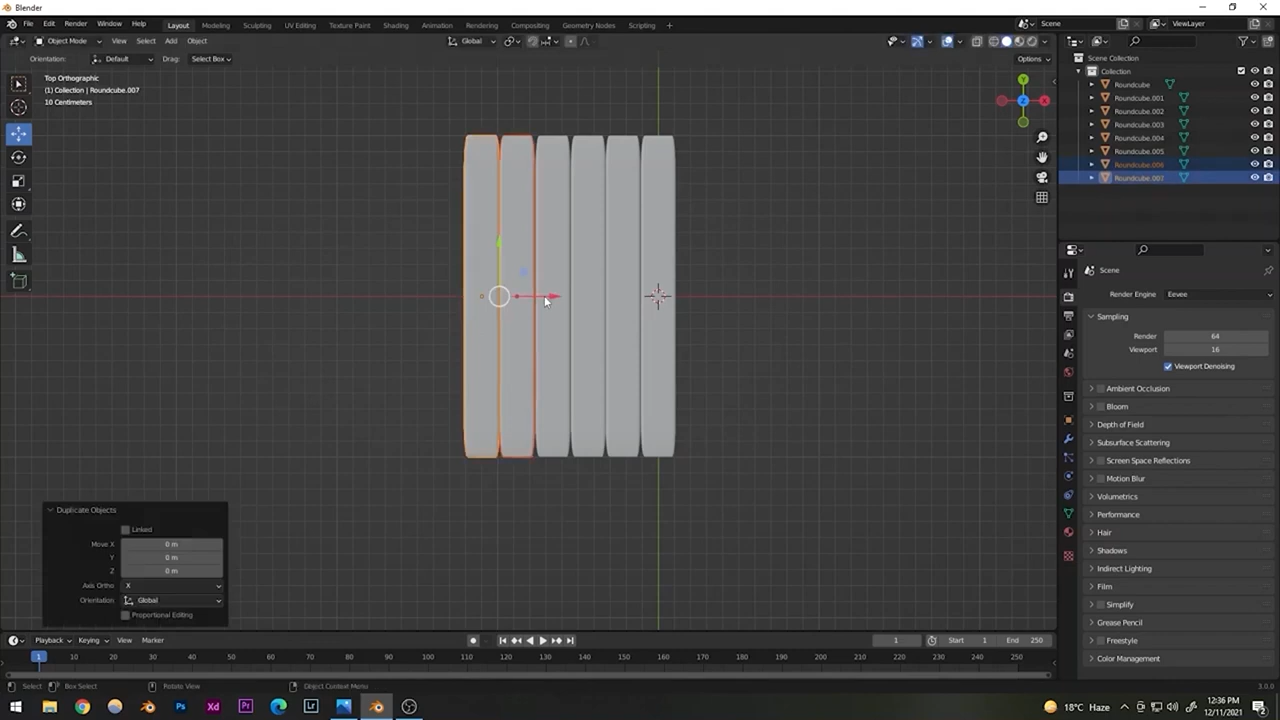 Blender
File Edit Render Window Help Layout Modeling Sculpting UV Editing Texture Paint Shading Animation Rendering Compositing Geometry Nodes Scripting + Scene ViewLayer
Object Mode View Select Add Object Global
Orientation: Default Drag: Select Box Options
Top Orthographic
(1) Collection | Roundcube.007
10 Centimeters
Y
Z
X
Scene Collection
Collection
Roundcube
Roundcube.001
Roundcube.002
Roundcube.003
Roundcube.004
Roundcube.005
Roundcube.006
Roundcube.007
Scene
Render Engine Eevee
Sampling
Render 64
Viewport 16
Viewport Denoising
Ambient Occlusion
Bloom
Depth of Field
Subsurface Scattering
Screen Space Reflections
Motion Blur
Volumetrics
Performance
Hair
Shadows
Indirect Lighting
Film
Simplify
Grease Pencil
Freestyle
Color Management
Duplicate Objects
Linked
Move X 0 m
Y 0 m
Z 0 m
Axis Ortho X
Orientation Global
Proportional Editing
Playback Keying View Marker 1 Start 1 End 250
1 10 20 30 40 50 60 70 80 90 100 110 120 130 140 150 160 170 180 190 200 210 220 230 240 250
Select Box Select Rotate View Object Context Menu 3.0.0
Ps Xd Pr Lr 18°C Haze 12:36 PM
12/11/2021
2